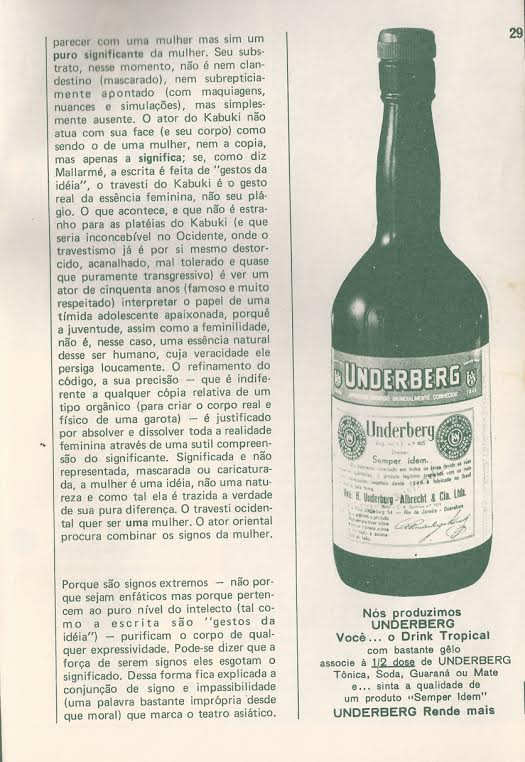 29
parecer com uma mulher mas sim um
puro significante da mulher. Seu subs-
trato, nesse momento, não é nem clan-
destino (mascarado), nem subrepticia-
mente apontado (com maquiagens,
nuances e simulações), mas simples-
mente ausente. O ator do Kabuki não
atua com sua face (e seu corpo) como
sendo o de uma mulher, nem a copia,
mas apenas a significa; se, como diz
Mallarmé, a escrita é feita de "gestos da
idéia", o travesti do Kabuki é o gesto
real da essência feminina, não seu plá-
gio. O que acontece, e que não é estra-
nho para as platéias do Kabuki (e que
seria inconcebível no Ocidente, onde o
travestismo já é por si mesmo destor-
cido, acanalhado, mal tolerado e quase
que puramente transgressivo) é ver um
ator de cinquenta anos (famoso e muito
respeitado) interpretar o papel de uma
tímida adolescente apaixonada, porquê
a juventude, assim como a feminilidade,
não é, nesse caso, uma essência natural
desse ser humano, cuja veracidade ele
persiga loucamente. O refinamento do
código, a sua precisão — que é indife-
rente a qualquer cópia relativa de um
tipo orgânico (para criar o corpo real e
físico de uma garota) — é justificado
por absolver e dissolver toda a realidade
feminina através de uma sutil compreen-
são do significante. Significada e não
representada, mascarada ou caricatura-
da, a mulher é uma idéia, não uma natu-
reza e como tal ela é trazida a verdade
de sua pura diferença. O travesti ociden-
tal quer ser uma mulher. O ator oriental
procura combinar os signos da mulher.
Porque são signos extremos — não por-
que sejam enfáticos mas porque perten-
cem ao puro nível do intelecto (tal co-
mo a escrita são "gestos da
idéia") — purificam o corpo de qual-
quer expressividade. Pode-se dizer que a
força de serem signos eles esgotam o
significado. Dessa forma fica explicada a
conjunção de signo e impassibilidade
(uma palavra bastante imprópria desde
que moral) que marca o teatro asiático.
UNDERBERG
MUNDIALMENTE CONHECIDO
Underberg
Semper idem.
H. Underberg-Albrecht & Cia. Ltda.
Rio de Janeiro
Nós produzimos
UNDERBERG
Você... o Drink Tropical
com bastante gêlo
associe à 1/2 dose de UNDERBERG
Tônica, Soda, Guaraná ou Mate
e... sinta a qualidade de
um produto "Semper Idem"
UNDERBERG Rende mais